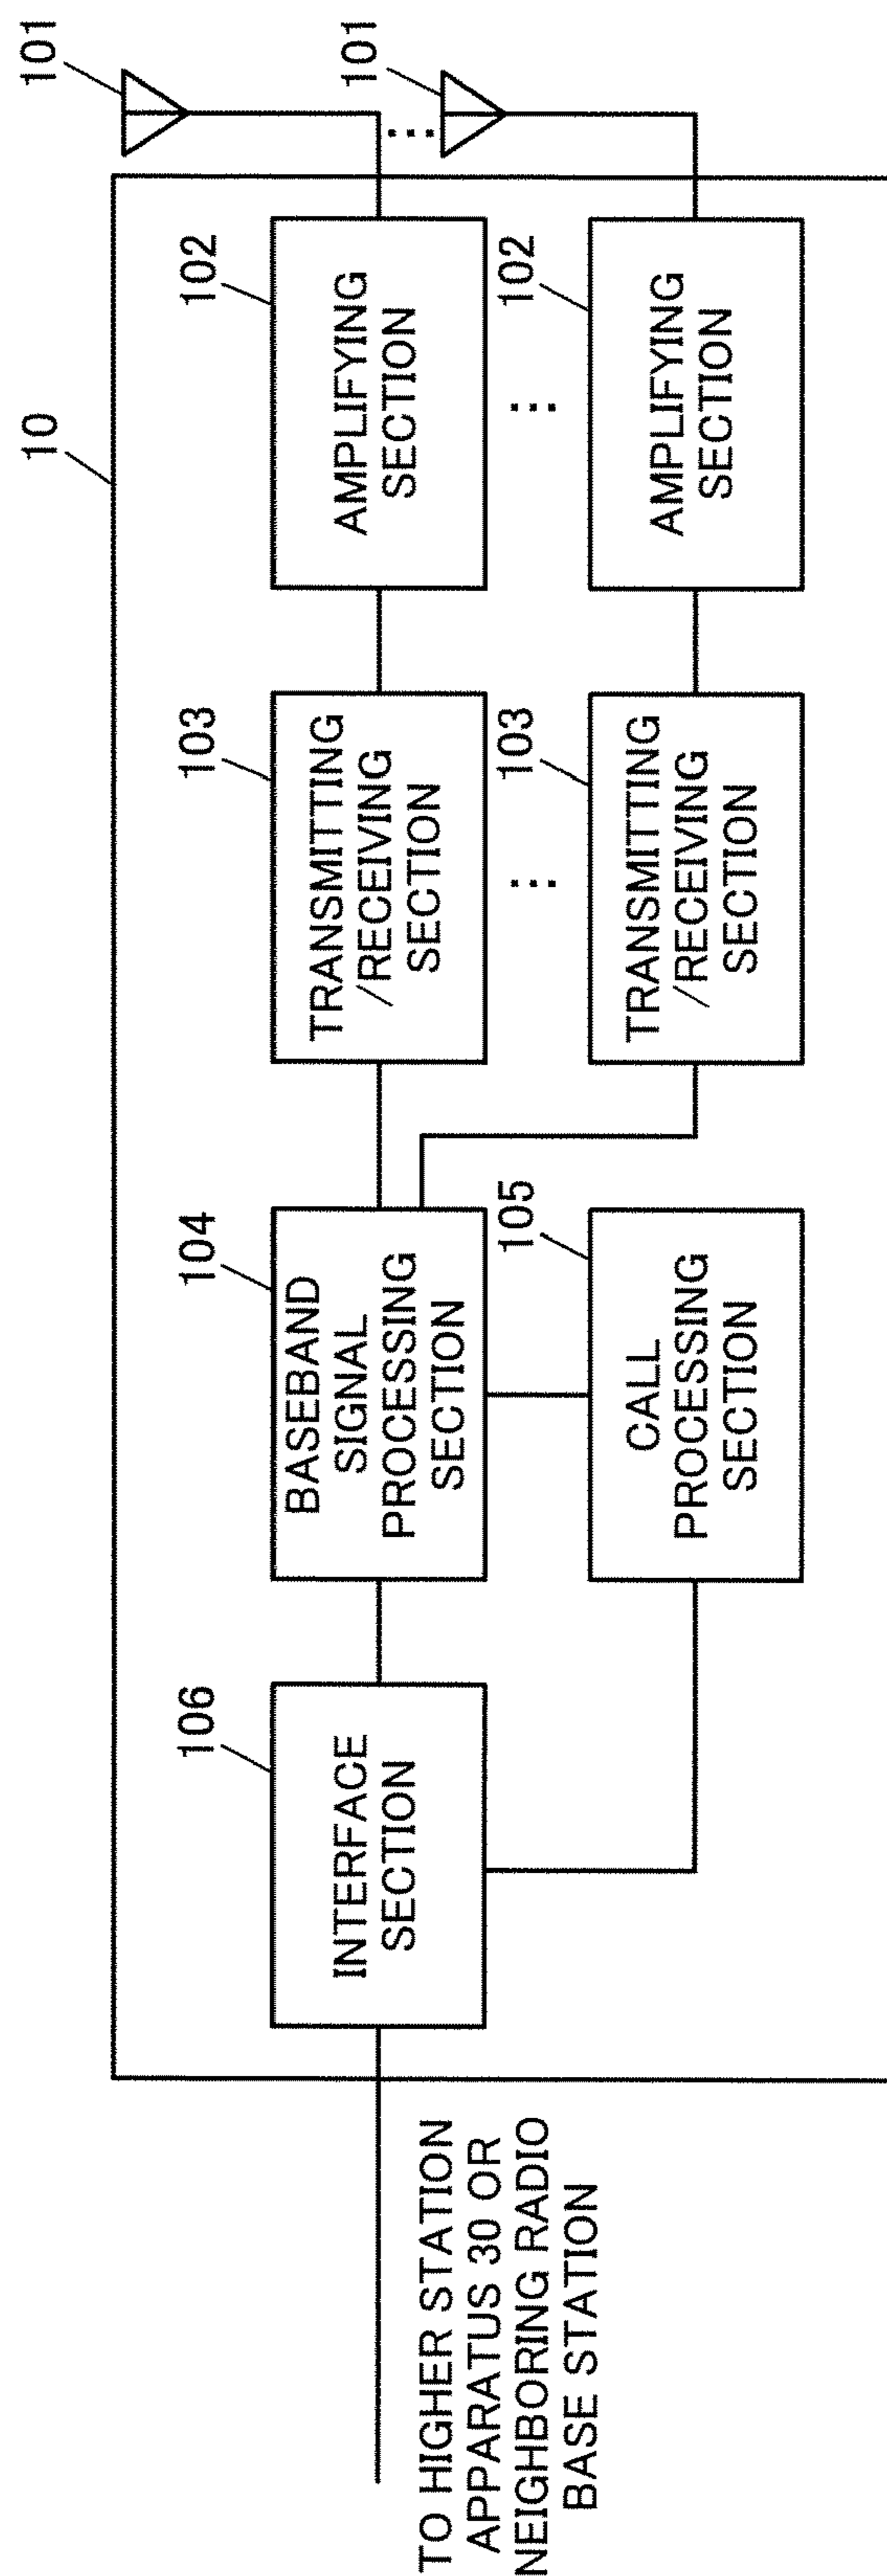 10
101
101
102
AMPLIFYING
SECTION
102
AMPLIFYING
SECTION
103
TRANSMITTING
/RECEIVING
SECTION
103
TRANSMITTING
/RECEIVING
SECTION
104
BASEBAND
SIGNAL
PROCESSING
SECTION
105
CALL
PROCESSING
SECTION
106
INTERFACE
SECTION
TO HIGHER STATION
APPARATUS 30 OR
NEIGHBORING RADIO
BASE STATION